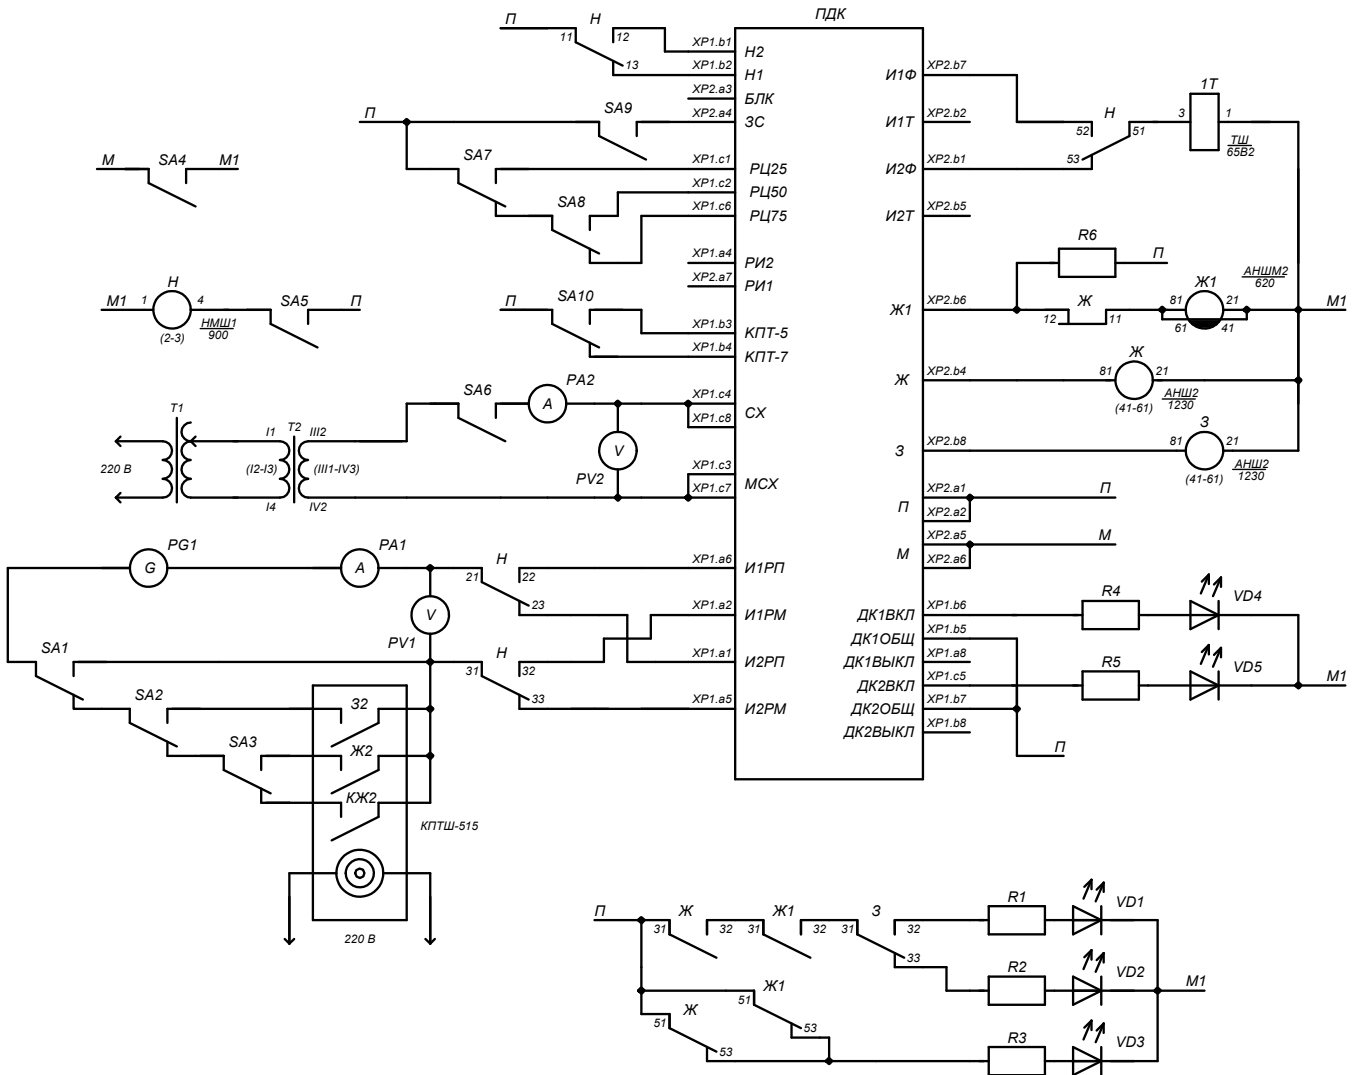 ПДК
П Н
11 12 13
XP1.b1 Н2
XP1.b2 Н1
XP2.a3 БЛК
П SA9 XP2.a4 ЗС
М SA4 М1
SA7 XP1.c1 РЦ25
SA8 XP1.c2 РЦ50
XP1.c6 РЦ75
XP1.a4 РИ2
XP2.a7 РИ1
М1 1 Н 4 SA5 П
(2-3) НМШ1
900
П SA10 XP1.b3 КПТ-5
XP1.b4 КПТ-7
SA6 PA2 A XP1.c4 СХ
XP1.c8
V PV2
XP1.c3 МСХ
XP1.c7
T1 I1 T2 III2
220 В (I2-I3) (III1-IV3)
I4 IV2
PG1 G PA1 A Н
21 22 23
XP1.a6 И1РП
V PV1
XP1.a2 И1РМ
SA1 Н
31 32 33
XP1.a1 И2РП
XP1.a5 И2РМ
SA2 З2
SA3 Ж2
КЖ2
КПТШ-515
220 В
И1Ф XP2.b7
И1Т XP2.b2
И2Ф XP2.b1
И2Т XP2.b5
52 Н 51 53
3 1Т 1
ТШ
65В2
R6 П
Ж1 XP2.b6
12 Ж 11
81 Ж1 21
61 41
АНШМ2
620
М1
Ж XP2.b4
81 Ж 21
(41-61) АНШ2
1230
З XP2.b8
81 З 21
(41-61) АНШ2
1230
П XP2.a1 П
XP2.a2
М XP2.a5 М
XP2.a6
ДК1ВКЛ XP1.b6 R4 VD4
ДК1ОБЩ XP1.b5
ДК1ВЫКЛ XP1.a8
ДК2ВКЛ XP1.c5 R5 VD5 М1
ДК2ОБЩ XP1.b7
ДК2ВЫКЛ XP1.b8
П
П Ж Ж1 З R1 VD1
31 32 31 32 31 32
33
R2 VD2 М1
Ж1
51 53
Ж
51 53
R3 VD3